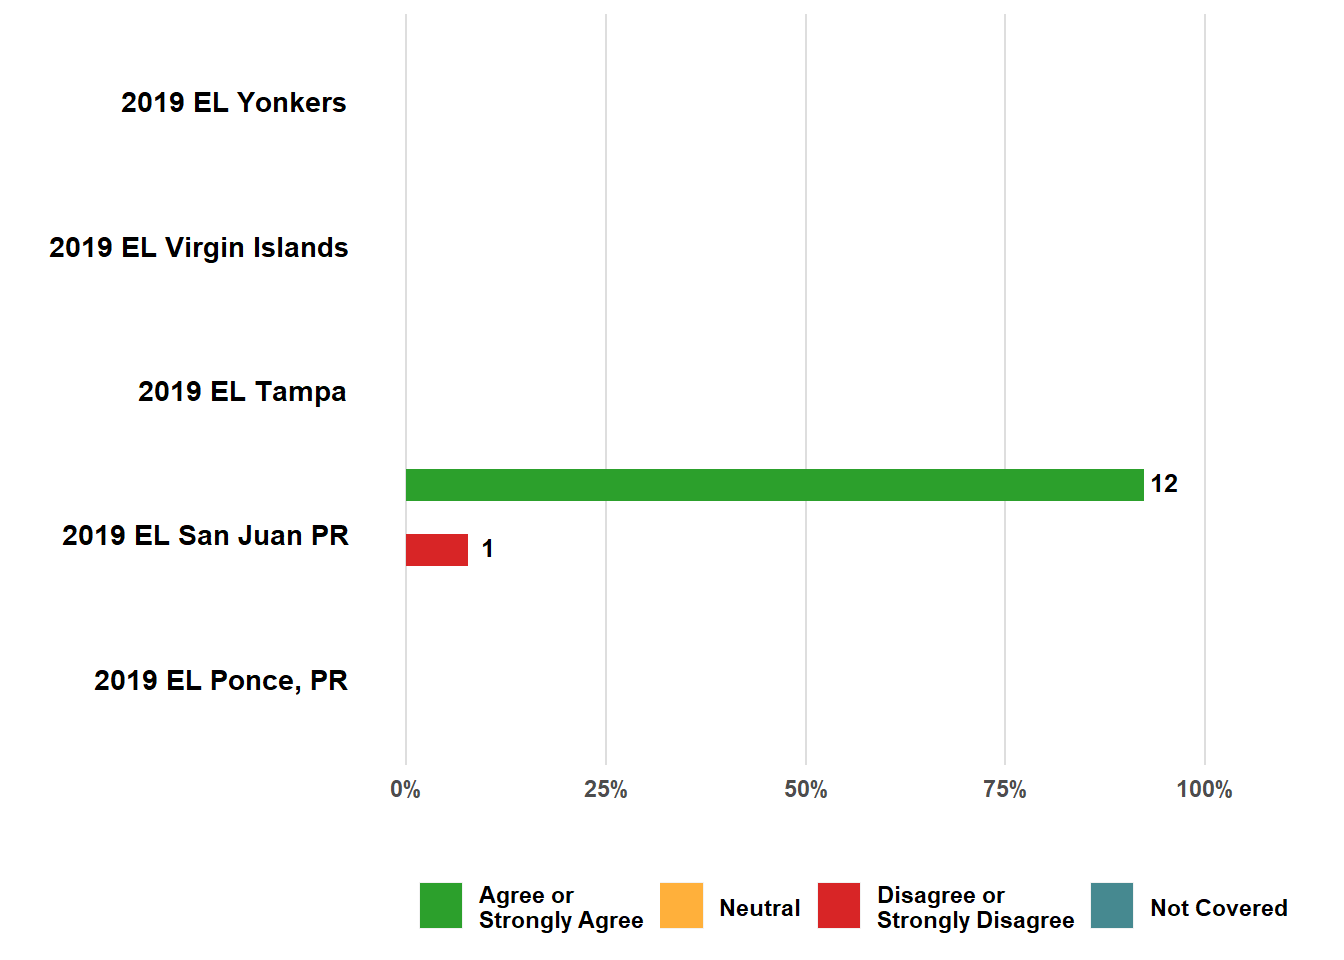 2019 EL Yonkers
2019 EL Virgin Islands
2019 EL Tampa
12
2019 EL San Juan PR
1
2019 EL Ponce, PR
0% 25% 50% 75% 100%
Agree or
Strongly Agree
Neutral
Disagree or
Strongly Disagree
Not Covered